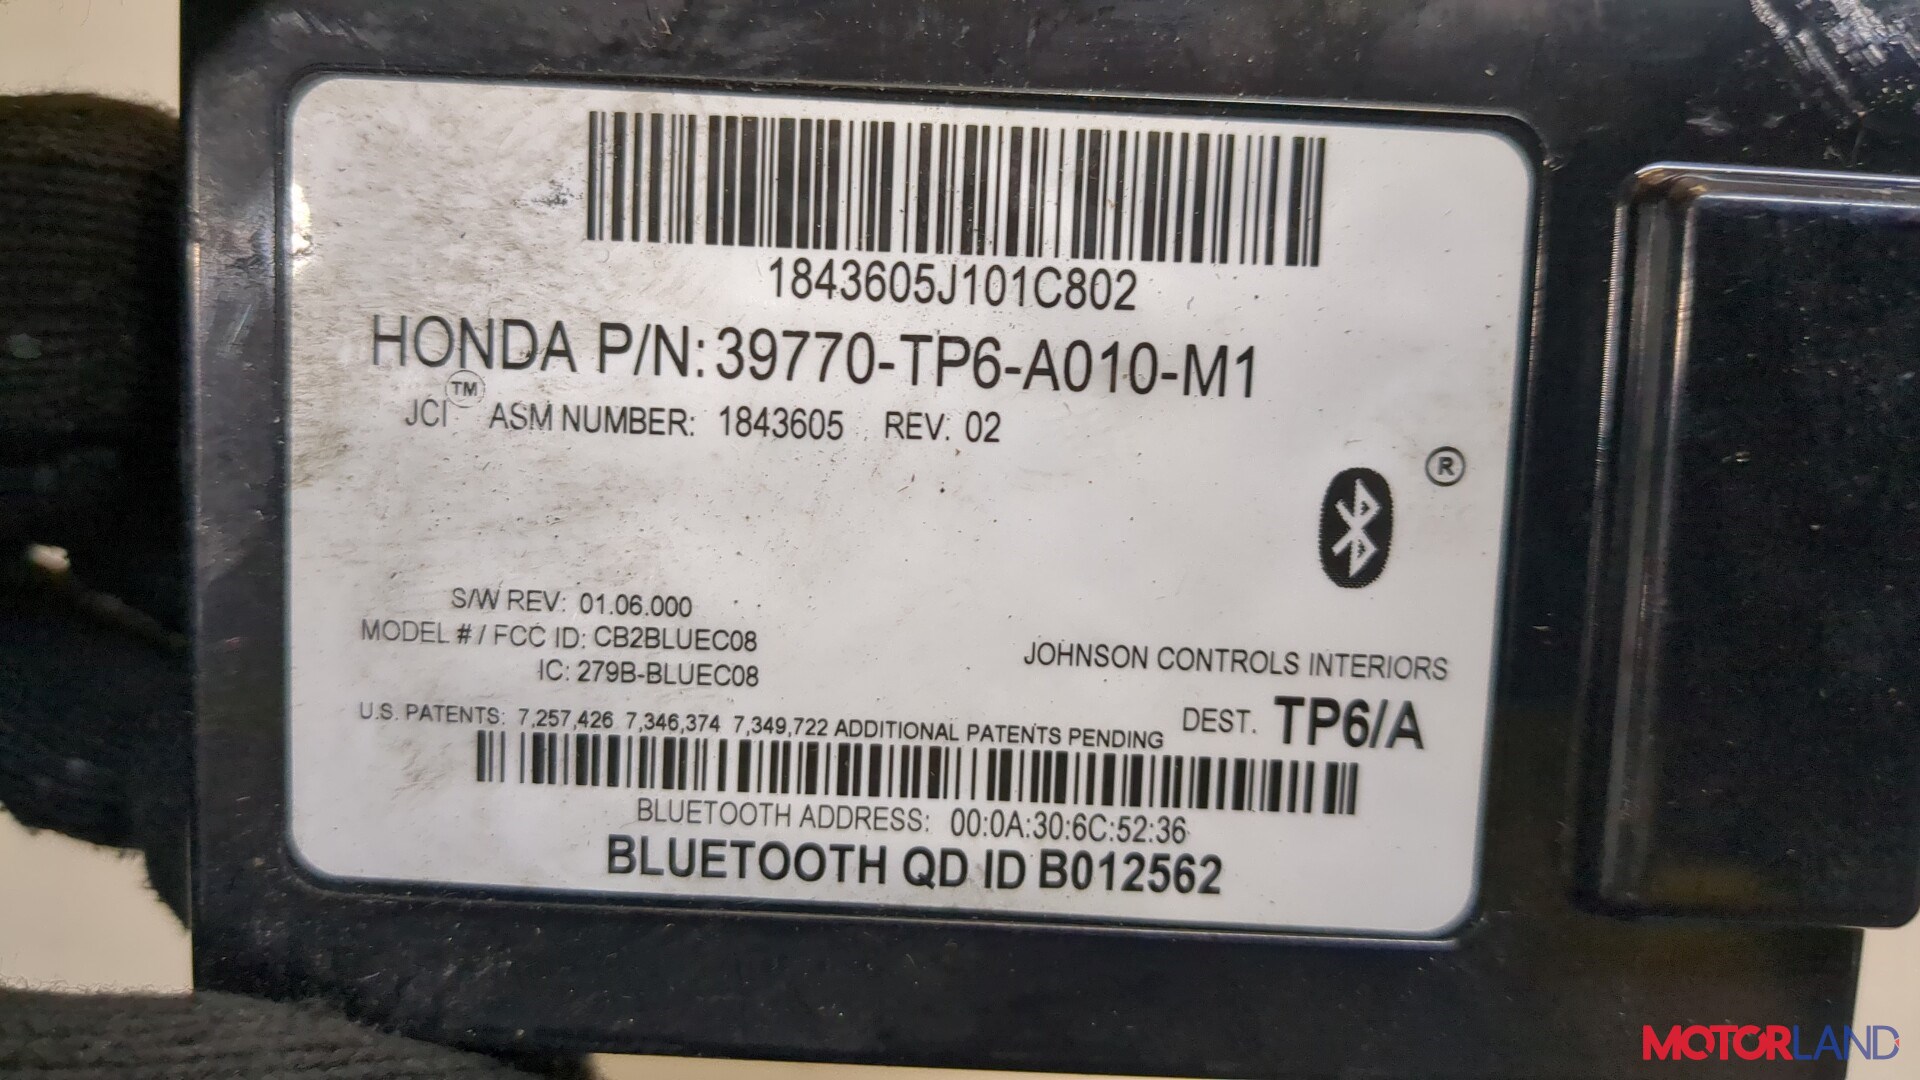 1843605J101C802
HONDA P/N: 39770-TP6-A010-M1
JCI™ ASM NUMBER: 1843605 REV. 02
®
S/W REV: 01.06.000
MODEL # / FCC ID: CB2BLUEC08
IC: 279B-BLUEC08
JOHNSON CONTROLS INTERIORS
U.S. PATENTS: 7,257,426 7,346,374 7,349,722 ADDITIONAL PATENTS PENDING
DEST. TP6/A
BLUETOOTH ADDRESS: 00:0A:30:6C:52:36
BLUETOOTH QD ID B012562
MOTORLAND